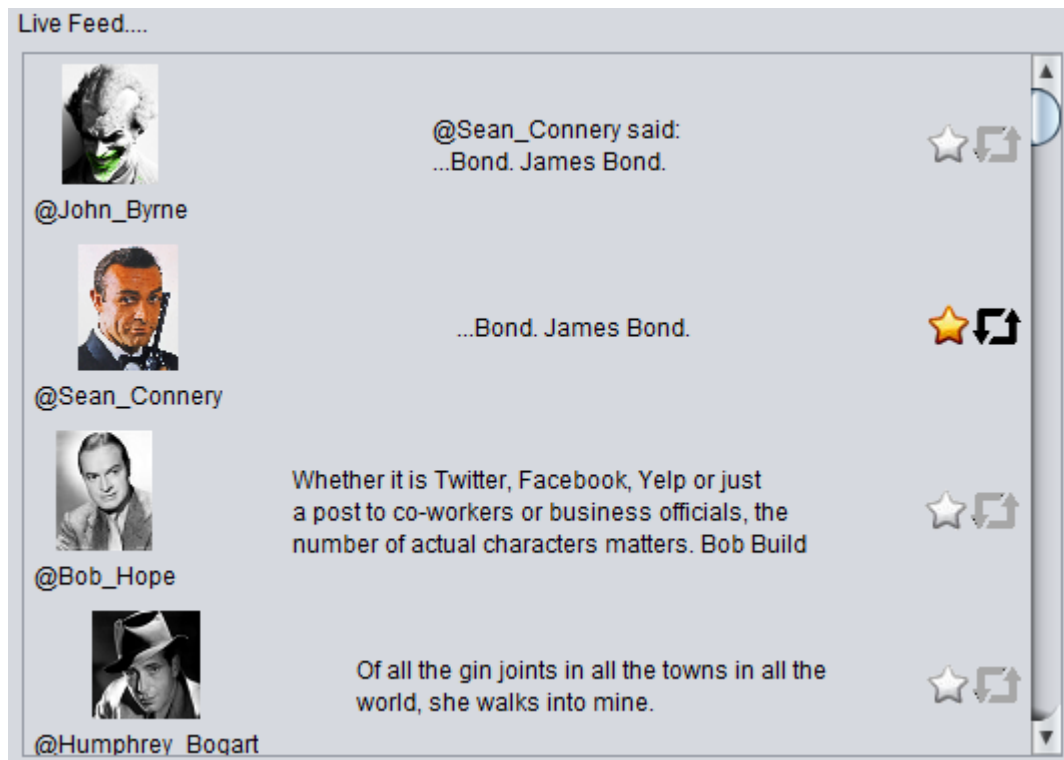 Live Feed....
@Sean_Connery said:
...Bond. James Bond.
@John_Byrne
...Bond. James Bond.
@Sean_Connery
Whether it is Twitter, Facebook, Yelp or just
a post to co-workers or business officials, the
number of actual characters matters. Bob Build
@Bob_Hope
Of all the gin joints in all the towns in all the
world, she walks into mine.
@Humphrey_Bogart